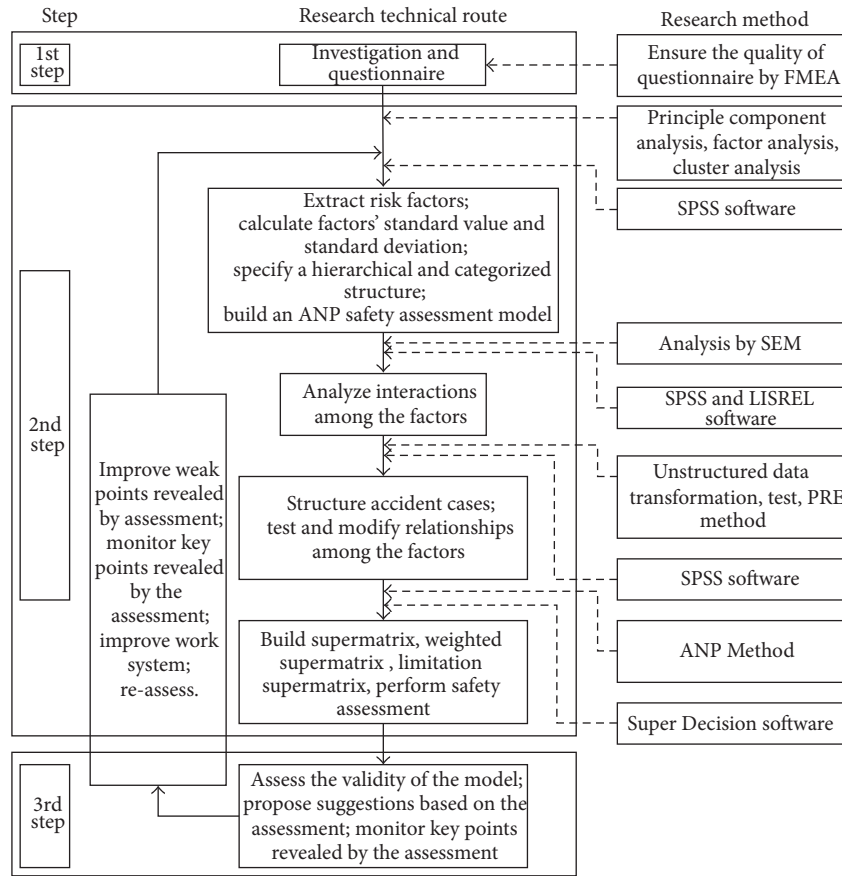 Step
Research technical route
Research method
1st
step
Investigation and
questionnaire
Ensure the quality of
questionnaire by FMEA
Principle component
analysis, factor analysis,
cluster analysis
SPSS software
2nd
step
Extract risk factors;
calculate factors' standard value and
standard deviation;
specify a hierarchical and categorized
structure;
build an ANP safety assessment model
Analysis by SEM
SPSS and LISREL
software
Analyze interactions
among the factors
Unstructured data
transformation, test, PRE
method
Structure accident cases;
test and modify relationships
among the factors
SPSS software
Improve weak
points revealed
by assessment;
monitor key
points revealed
by the
assessment;
improve work
system;
re-assess.
Build supermatrix, weighted
supermatrix , limitation
supermatrix, perform safety
assessment
ANP Method
Super Decision software
3rd
step
Assess the validity of the model;
propose suggestions based on the
assessment; monitor key points
revealed by the assessment